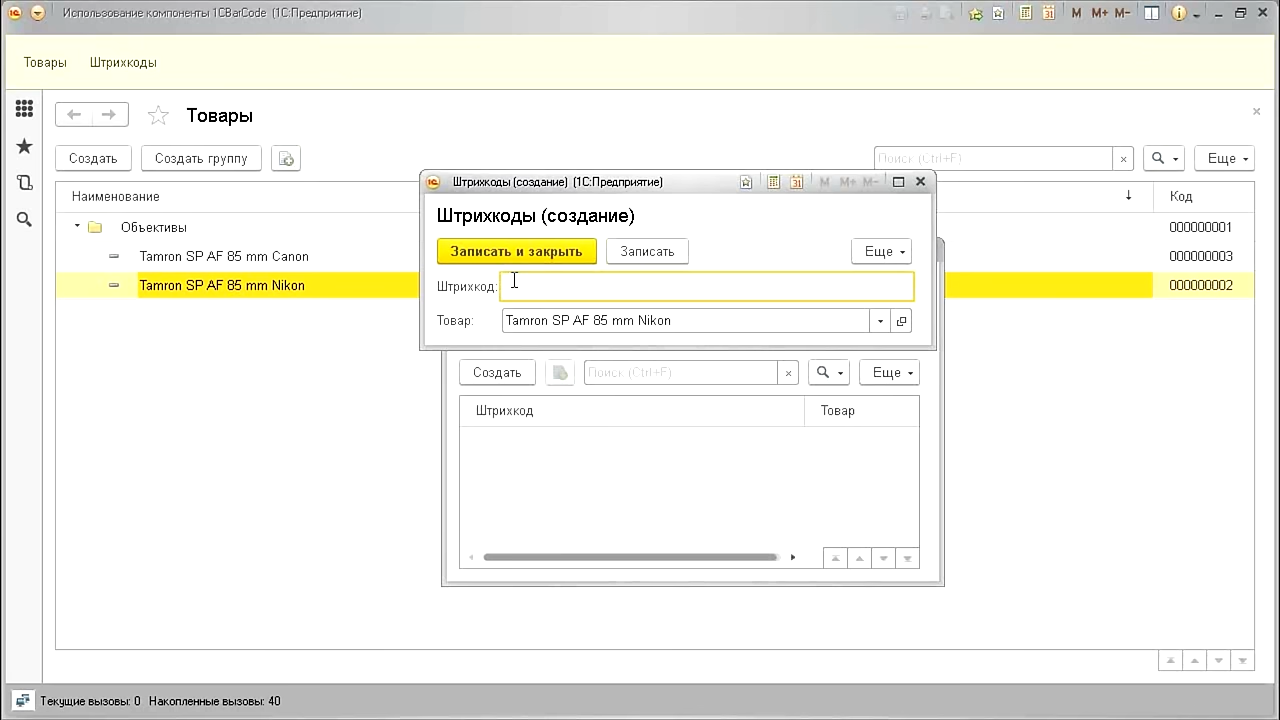 Использование компоненты 1CBarCode (1С:Предприятие)
31 M M+ M-
Товары Штрихкоды
Товары
Создать Создать группу Поиск (Ctrl+F) × Еще
Наименование Код
Объективы 000000001
Tamron SP AF 85 mm Canon 000000003
Tamron SP AF 85 mm Nikon 000000002
Штрихкоды (создание) (1С:Предприятие) 31 M M+ M-
Штрихкоды (создание)
Записать и закрыть Записать Еще
Штрихкод:
Товар: Tamron SP AF 85 mm Nikon
Создать Поиск (Ctrl+F) × Еще
Штрихкод Товар
Текущие вызовы: 0 Накопленные вызовы: 40